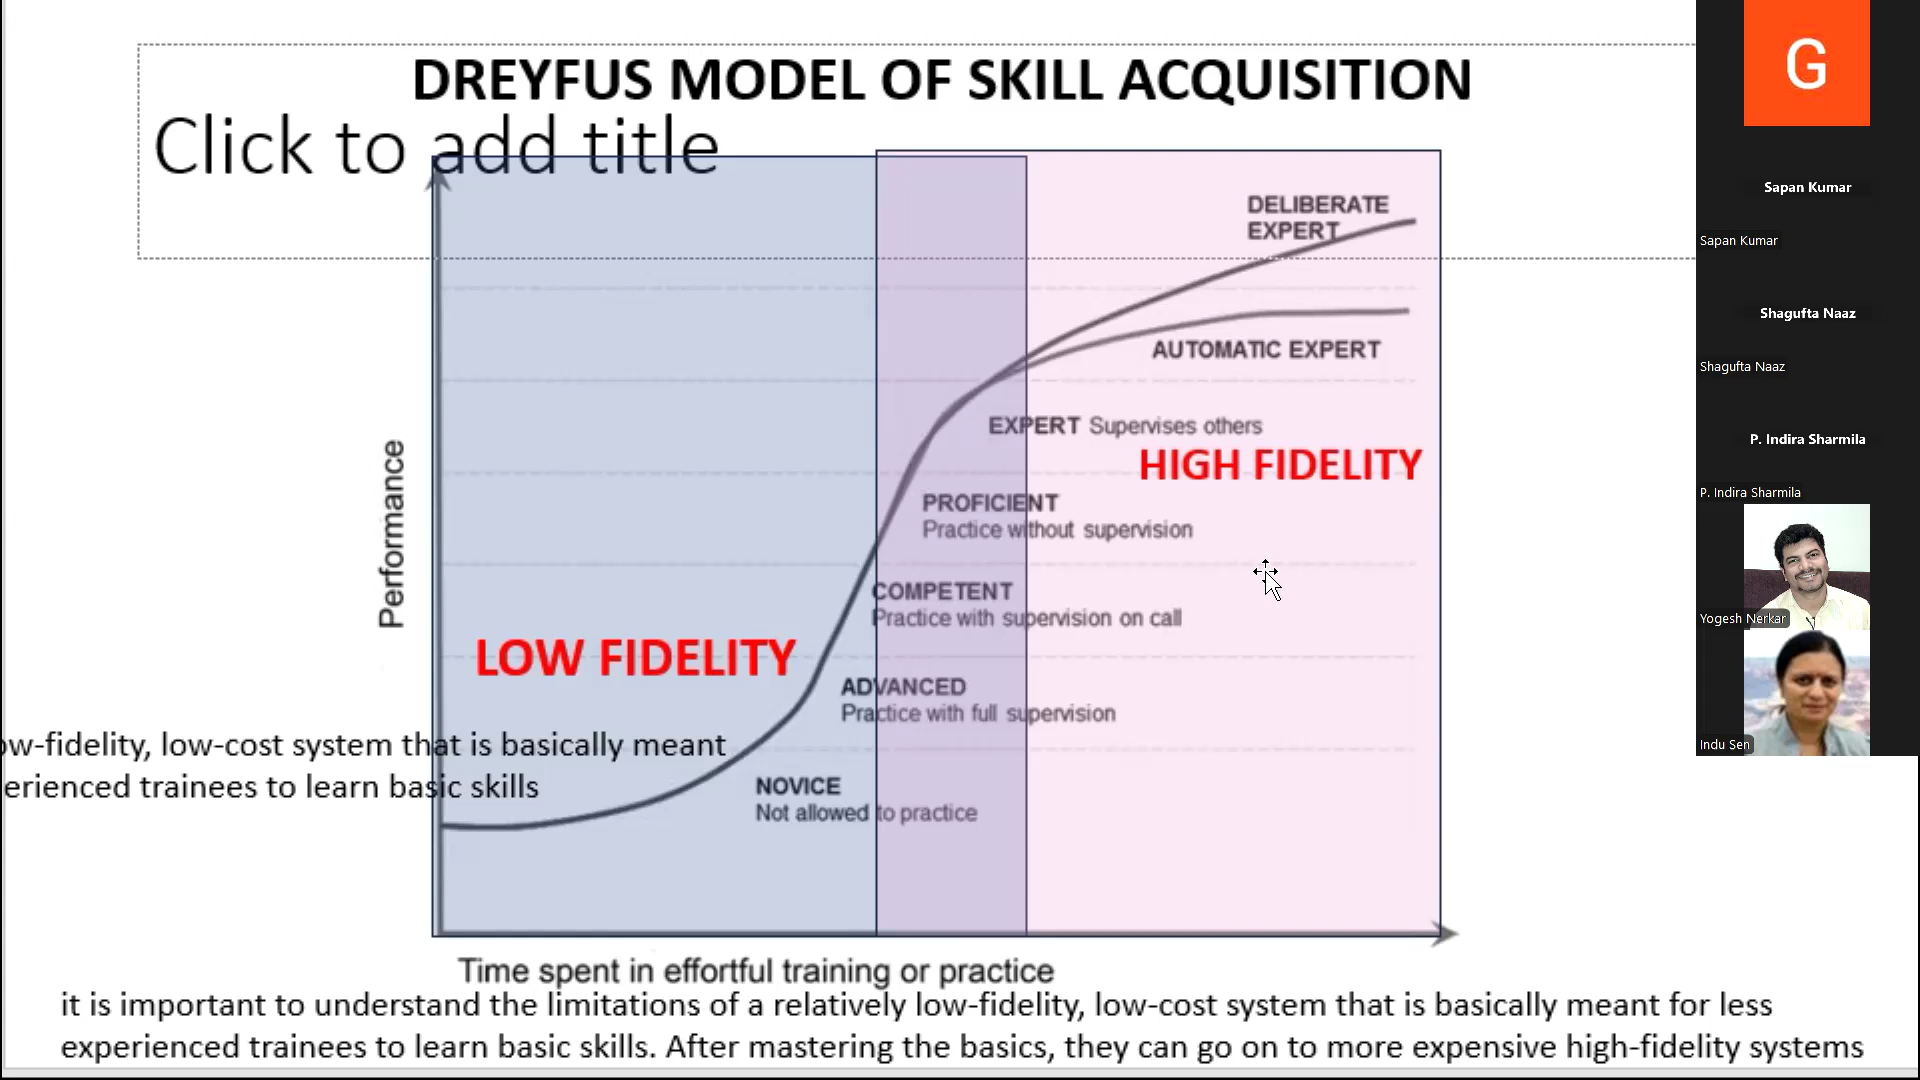 DREYFUS MODEL OF SKILL ACQUISITION
Click to add title
DELIBERATE
EXPERT
AUTOMATIC EXPERT
EXPERT Supervises others
HIGH FIDELITY
PROFICIENT
Practice without supervision
COMPETENT
Practice with supervision on call
LOW FIDELITY
ADVANCED
Practice with full supervision
NOVICE
Not allowed to practice
Performance
ow-fidelity, low-cost system that is basically meant
erienced trainees to learn basic skills
Time spent in effortful training or practice
it is important to understand the limitations of a relatively low-fidelity, low-cost system that is basically meant for less
experienced trainees to learn basic skills. After mastering the basics, they can go on to more expensive high-fidelity systems
G
Sapan Kumar
Sapan Kumar
Shagufta Naaz
Shagufta Naaz
P. Indira Sharmila
P. Indira Sharmila
Yogesh Nerkar
Indu Sen